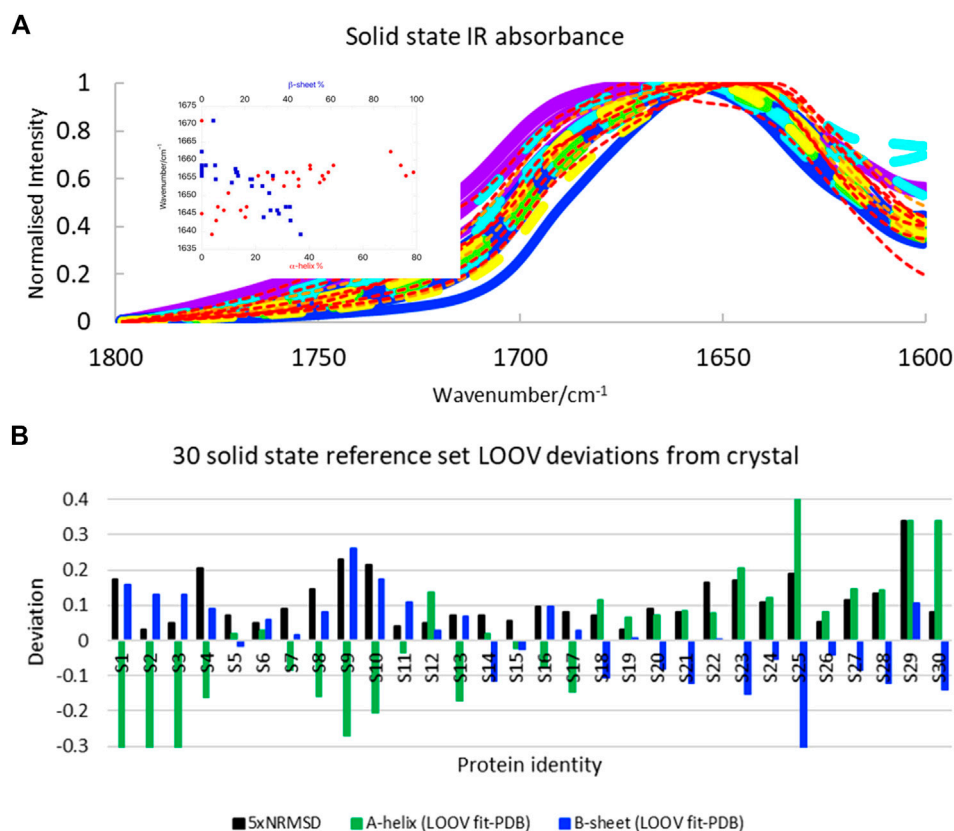 A
Solid state IR absorbance
Normalised Intensity
1
0.8
0.6
0.4
0.2
0
1800 1750 1700 1650 1600
Wavenumber/cm-1
β-sheet %
0 20 40 60 80 100
Wavenumber/cm-1
1675
1670
1665
1660
1655
1650
1645
1640
1635
0 20 40 60 80
α-helix %
B
30 solid state reference set LOOV deviations from crystal
Deviation
0.4
0.3
0.2
0.1
0
-0.1
-0.2
-0.3
S1 S2 S3 S4 S5 S6 S7 S8 S9 S10 S11 S12 S13 S14 S15 S16 S17 S18 S19 S20 S21 S22 S23 S24 S25 S26 S27 S28 S29 S30
Protein identity
5xNRMSD A-helix (LOOV fit-PDB) B-sheet (LOOV fit-PDB)